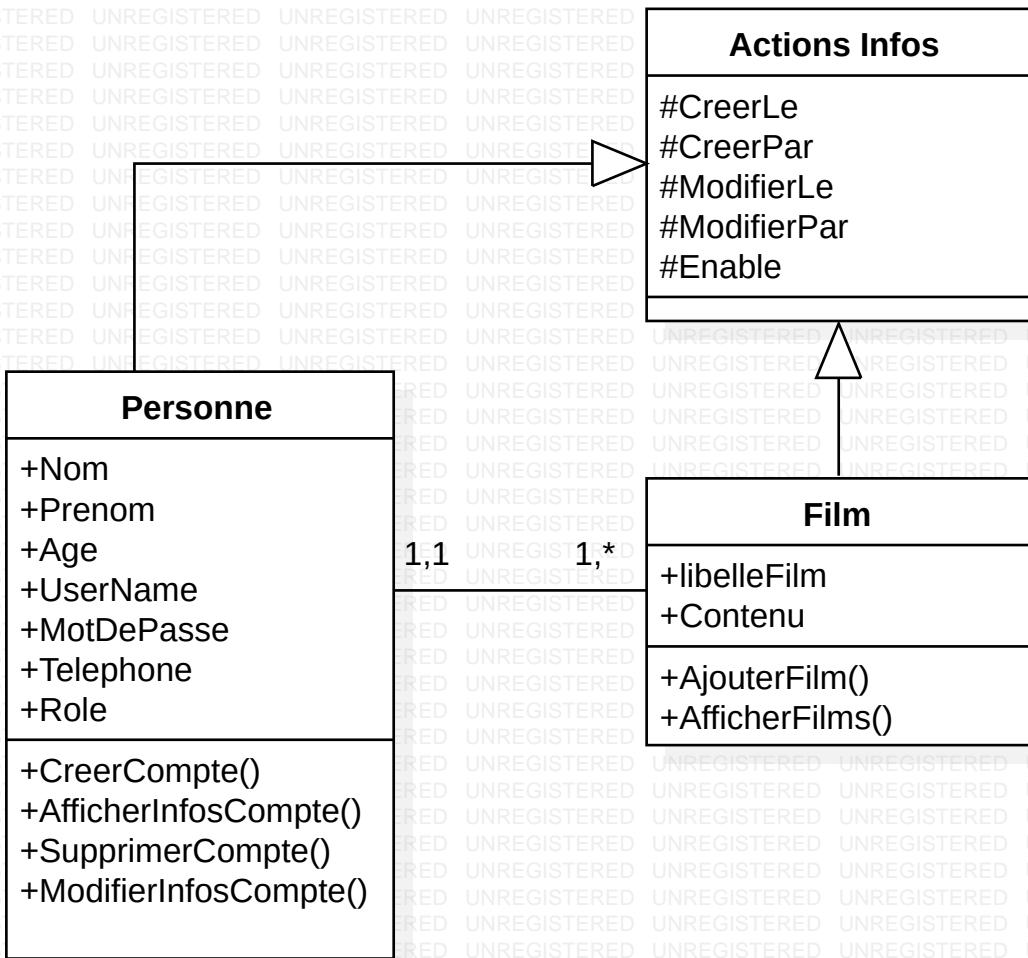 Actions Infos
#CreerLe
#CreerPar
#ModifierLe
#ModifierPar
#Enable
Personne
+Nom
+Prenom
+Age
+UserName
+MotDePasse
+Telephone
+Role
+CreerCompte()
+AfficherInfosCompte()
+SupprimerCompte()
+ModifierInfosCompte()
1,1
1,*
Film
+libelleFilm
+Contenu
+AjouterFilm()
+AfficherFilms()
UNREGISTERED